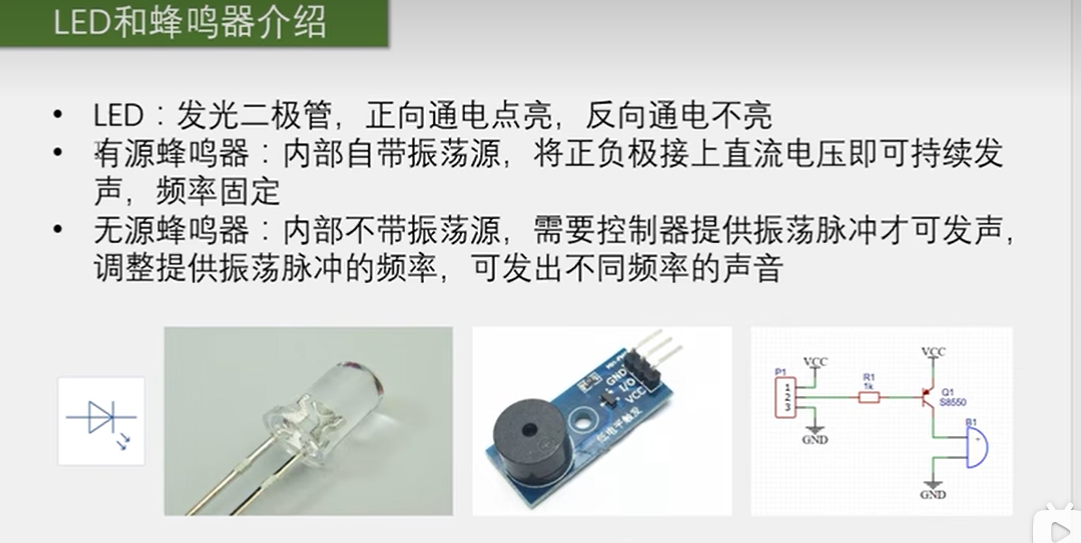 LED和蜂鸣器介绍
• LED：发光二极管，正向通电点亮，反向通电不亮
• 有源蜂鸣器：内部自带振荡源，将正负极接上直流电压即可持续发
声，频率固定
• 无源蜂鸣器：内部不带振荡源，需要控制器提供振荡脉冲才可发声，
调整提供振荡脉冲的频率，可发出不同频率的声音
GND
I/O
VCC
低电平触发
P1
VCC
1
2
3
GND
R1
1k
VCC
Q1
S8550
B1
GND